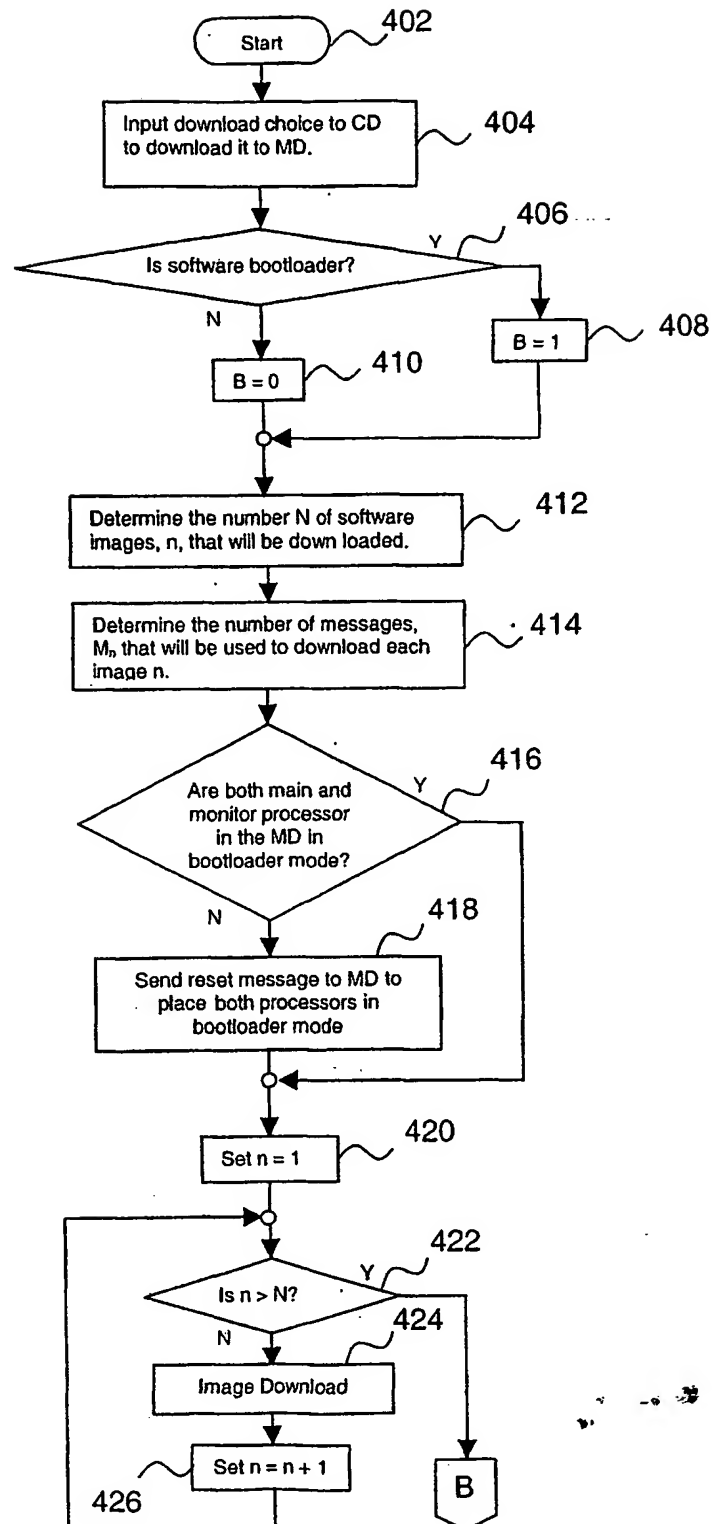 Start
402
Input download choice to CD
to download it to MD.
404
406
Y
Is software bootloader?
N
B = 1
408
B = 0
410
Determine the number N of software
images, n, that will be down loaded.
412
Determine the number of messages,
Mn that will be used to download each
image n.
414
416
Y
Are both main and
monitor processor
in the MD in
bootloader mode?
N
418
Send reset message to MD to
place both processors in
bootloader mode
420
Set n = 1
422
Y
Is n > N?
N
424
Image Download
Set n = n + 1
426
B